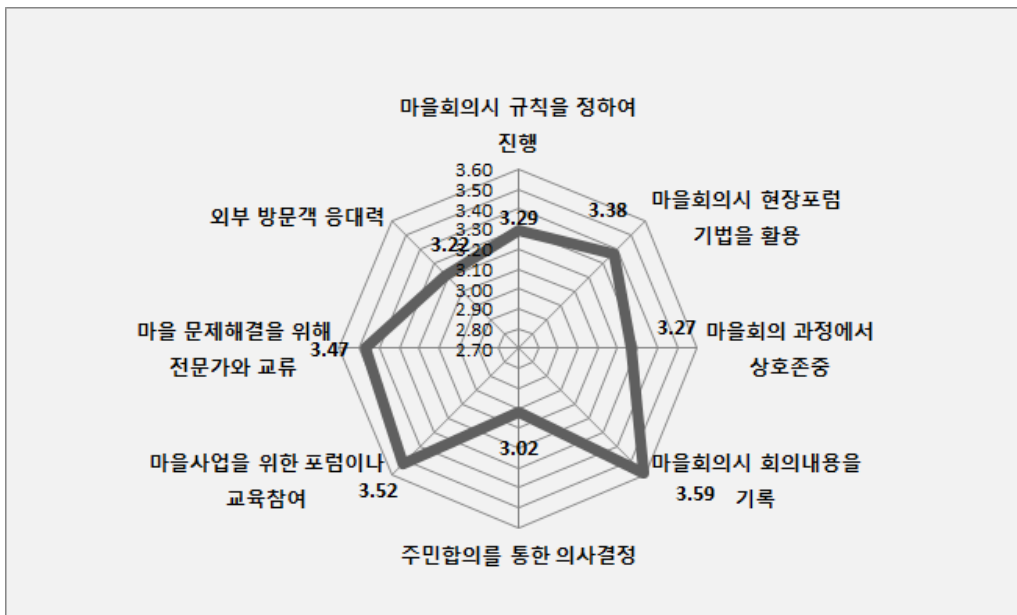 마을회의시 규칙을 정하여
진행
3.60
3.50
3.40
3.30
3.20
3.10
3.00
2.90
2.80
2.70
3.29
3.38
마을회의시 현장포럼
기법을 활용
3.27
마을회의 과정에서
상호존중
마을회의시 회의내용을
기록
3.59
3.02
주민합의를 통한 의사결정
마을사업을 위한 포럼이나
교육참여
3.52
마을 문제해결을 위해
전문가와 교류
3.47
외부 방문객 응대력
3.22